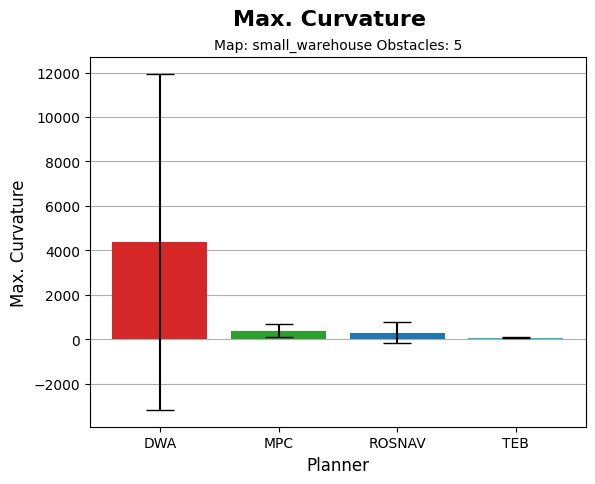 Max. Curvature
Map: small_warehouse Obstacles: 5
12000
10000
8000
6000
4000
2000
0
−2000
Max. Curvature
DWA MPC ROSNAV TEB
Planner